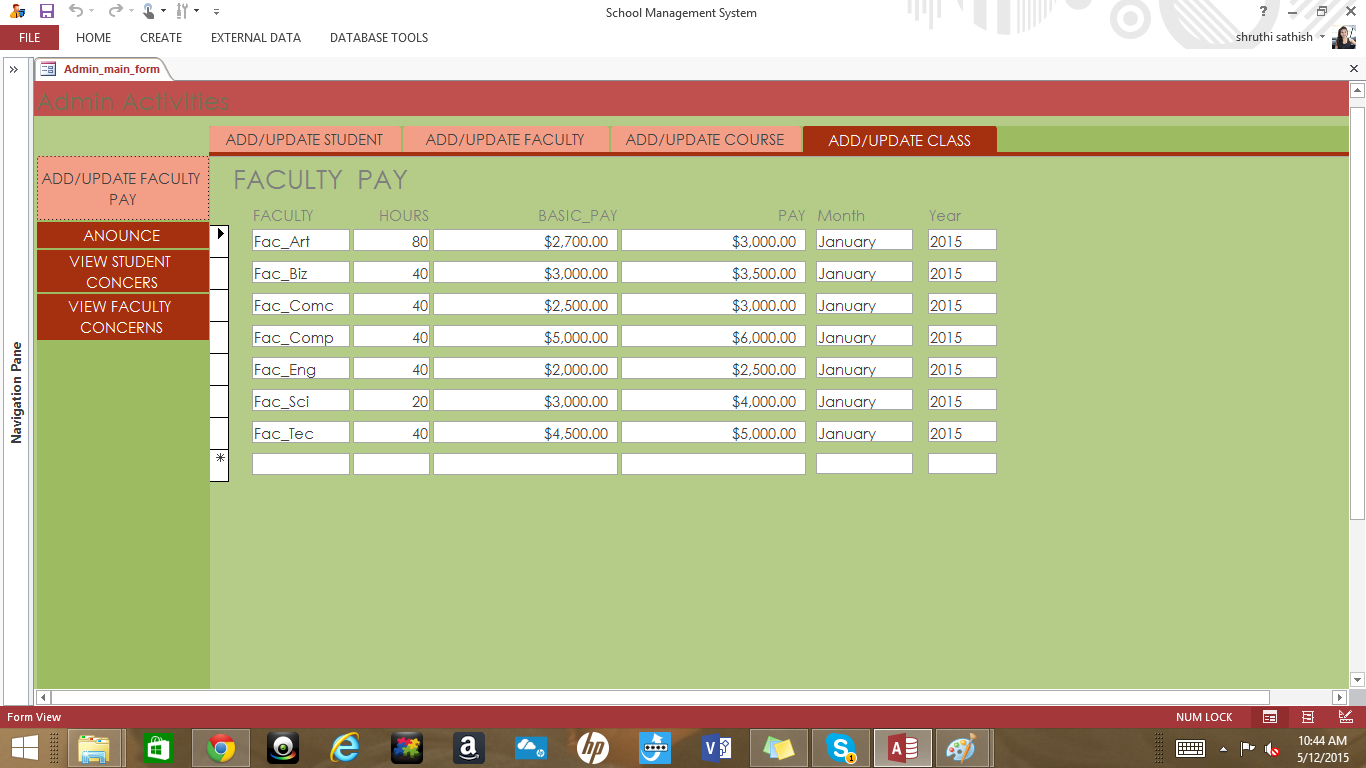 School Management System
?
FILE HOME CREATE EXTERNAL DATA DATABASE TOOLS
shruthi sathish
Admin_main_form
Admin Activities
ADD/UPDATE STUDENT ADD/UPDATE FACULTY ADD/UPDATE COURSE ADD/UPDATE CLASS
ADD/UPDATE FACULTY
PAY
ANOUNCE
VIEW STUDENT
CONCERS
VIEW FACULTY
CONCERNS
Navigation Pane
FACULTY PAY
FACULTY HOURS BASIC_PAY PAY Month Year
Fac_Art 80 $2,700.00 $3,000.00 January 2015
Fac_Biz 40 $3,000.00 $3,500.00 January 2015
Fac_Comc 40 $2,500.00 $3,000.00 January 2015
Fac_Comp 40 $5,000.00 $6,000.00 January 2015
Fac_Eng 40 $2,000.00 $2,500.00 January 2015
Fac_Sci 20 $3,000.00 $4,000.00 January 2015
Fac_Tec 40 $4,500.00 $5,000.00 January 2015
*
Form View
NUM LOCK
a
hp
V
S
1
A
10:44 AM
5/12/2015